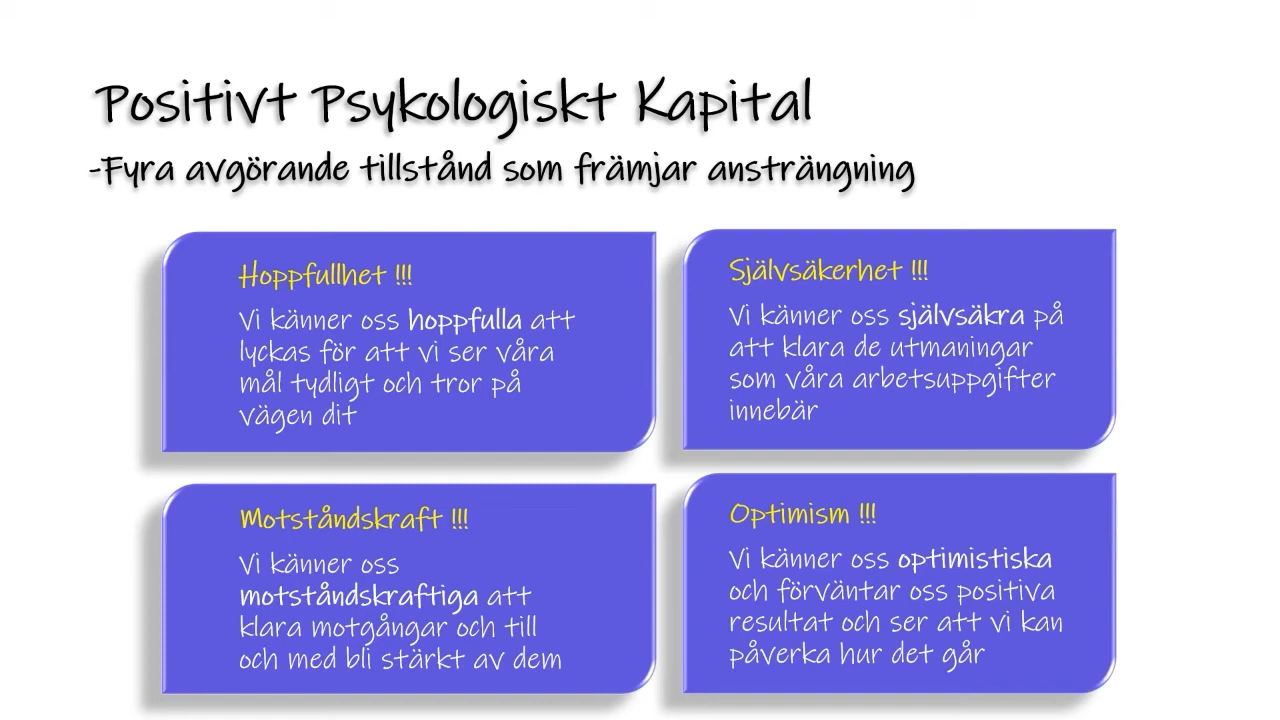 Positivt Psykologiskt Kapital
-Fyra avgörande tillstånd som främjar ansträngning
Hoppfullhet !!!
Vi känner oss hoppfulla att
lyckas för att vi ser våra
mål tydligt och tror på
vägen dit
Självsäkerhet !!!
Vi känner oss självsäkra på
att klara de utmaningar
som våra arbetsuppgifter
innebär
Motståndskraft !!!
Vi känner oss
motståndskraftiga att
klara motgångar och till
och med bli stärkt av dem
Optimism !!!
Vi känner oss optimistiska
och förväntar oss positiva
resultat och ser att vi kan
påverka hur det går